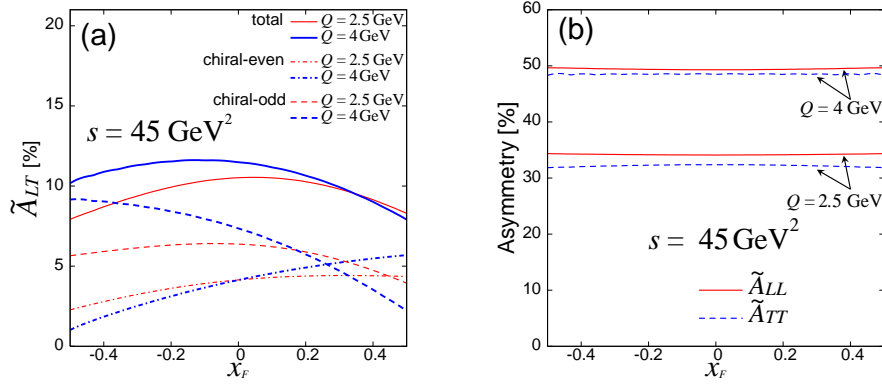 (a)
total Q = 2.5 GeV
Q = 4 GeV
chiral-even Q = 2.5 GeV
Q = 4 GeV
chiral-odd Q = 2.5 GeV
Q = 4 GeV
s = 45 GeV²
Ã_LT [%]
20
15
10
5
0
-0.4 -0.2 0 0.2 0.4
x_F
(b)
Asymmetry [%]
60
50
40
30
20
10
0
Q = 4 GeV
Q = 2.5 GeV
s = 45 GeV²
Ã_LL
Ã_TT
-0.4 -0.2 0 0.2 0.4
x_F